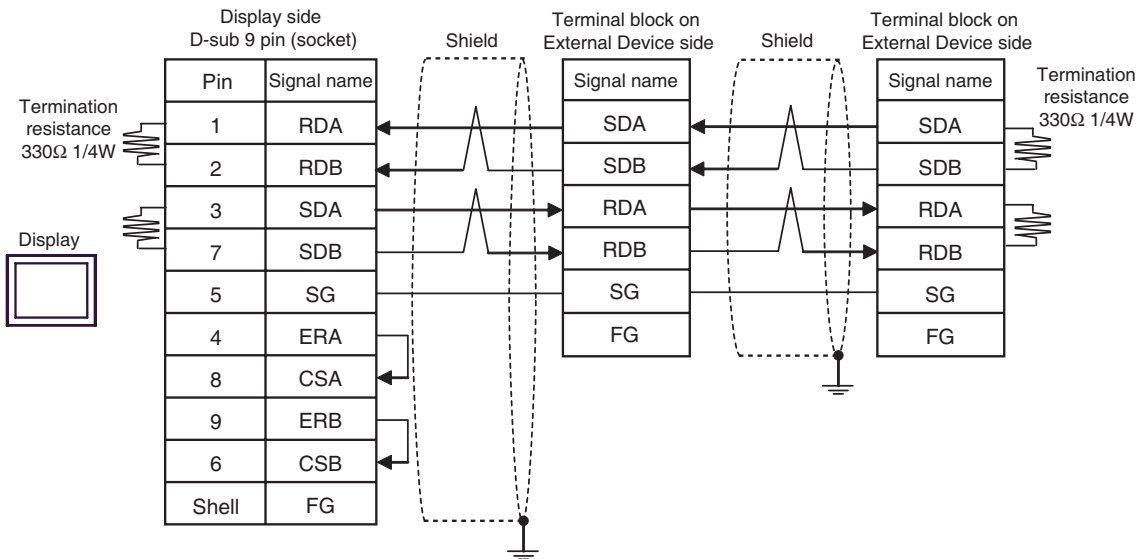 Display side
D-sub 9 pin (socket)
Shield
Terminal block on
External Device side
Shield
Terminal block on
External Device side
Termination
resistance
330Ω 1/4W
Pin Signal name
1 RDA
2 RDB
3 SDA
7 SDB
5 SG
4 ERA
8 CSA
9 ERB
6 CSB
Shell FG
Signal name
SDA
SDB
RDA
RDB
SG
FG
Signal name
SDA
SDB
RDA
RDB
SG
FG
Termination
resistance
330Ω 1/4W
Display